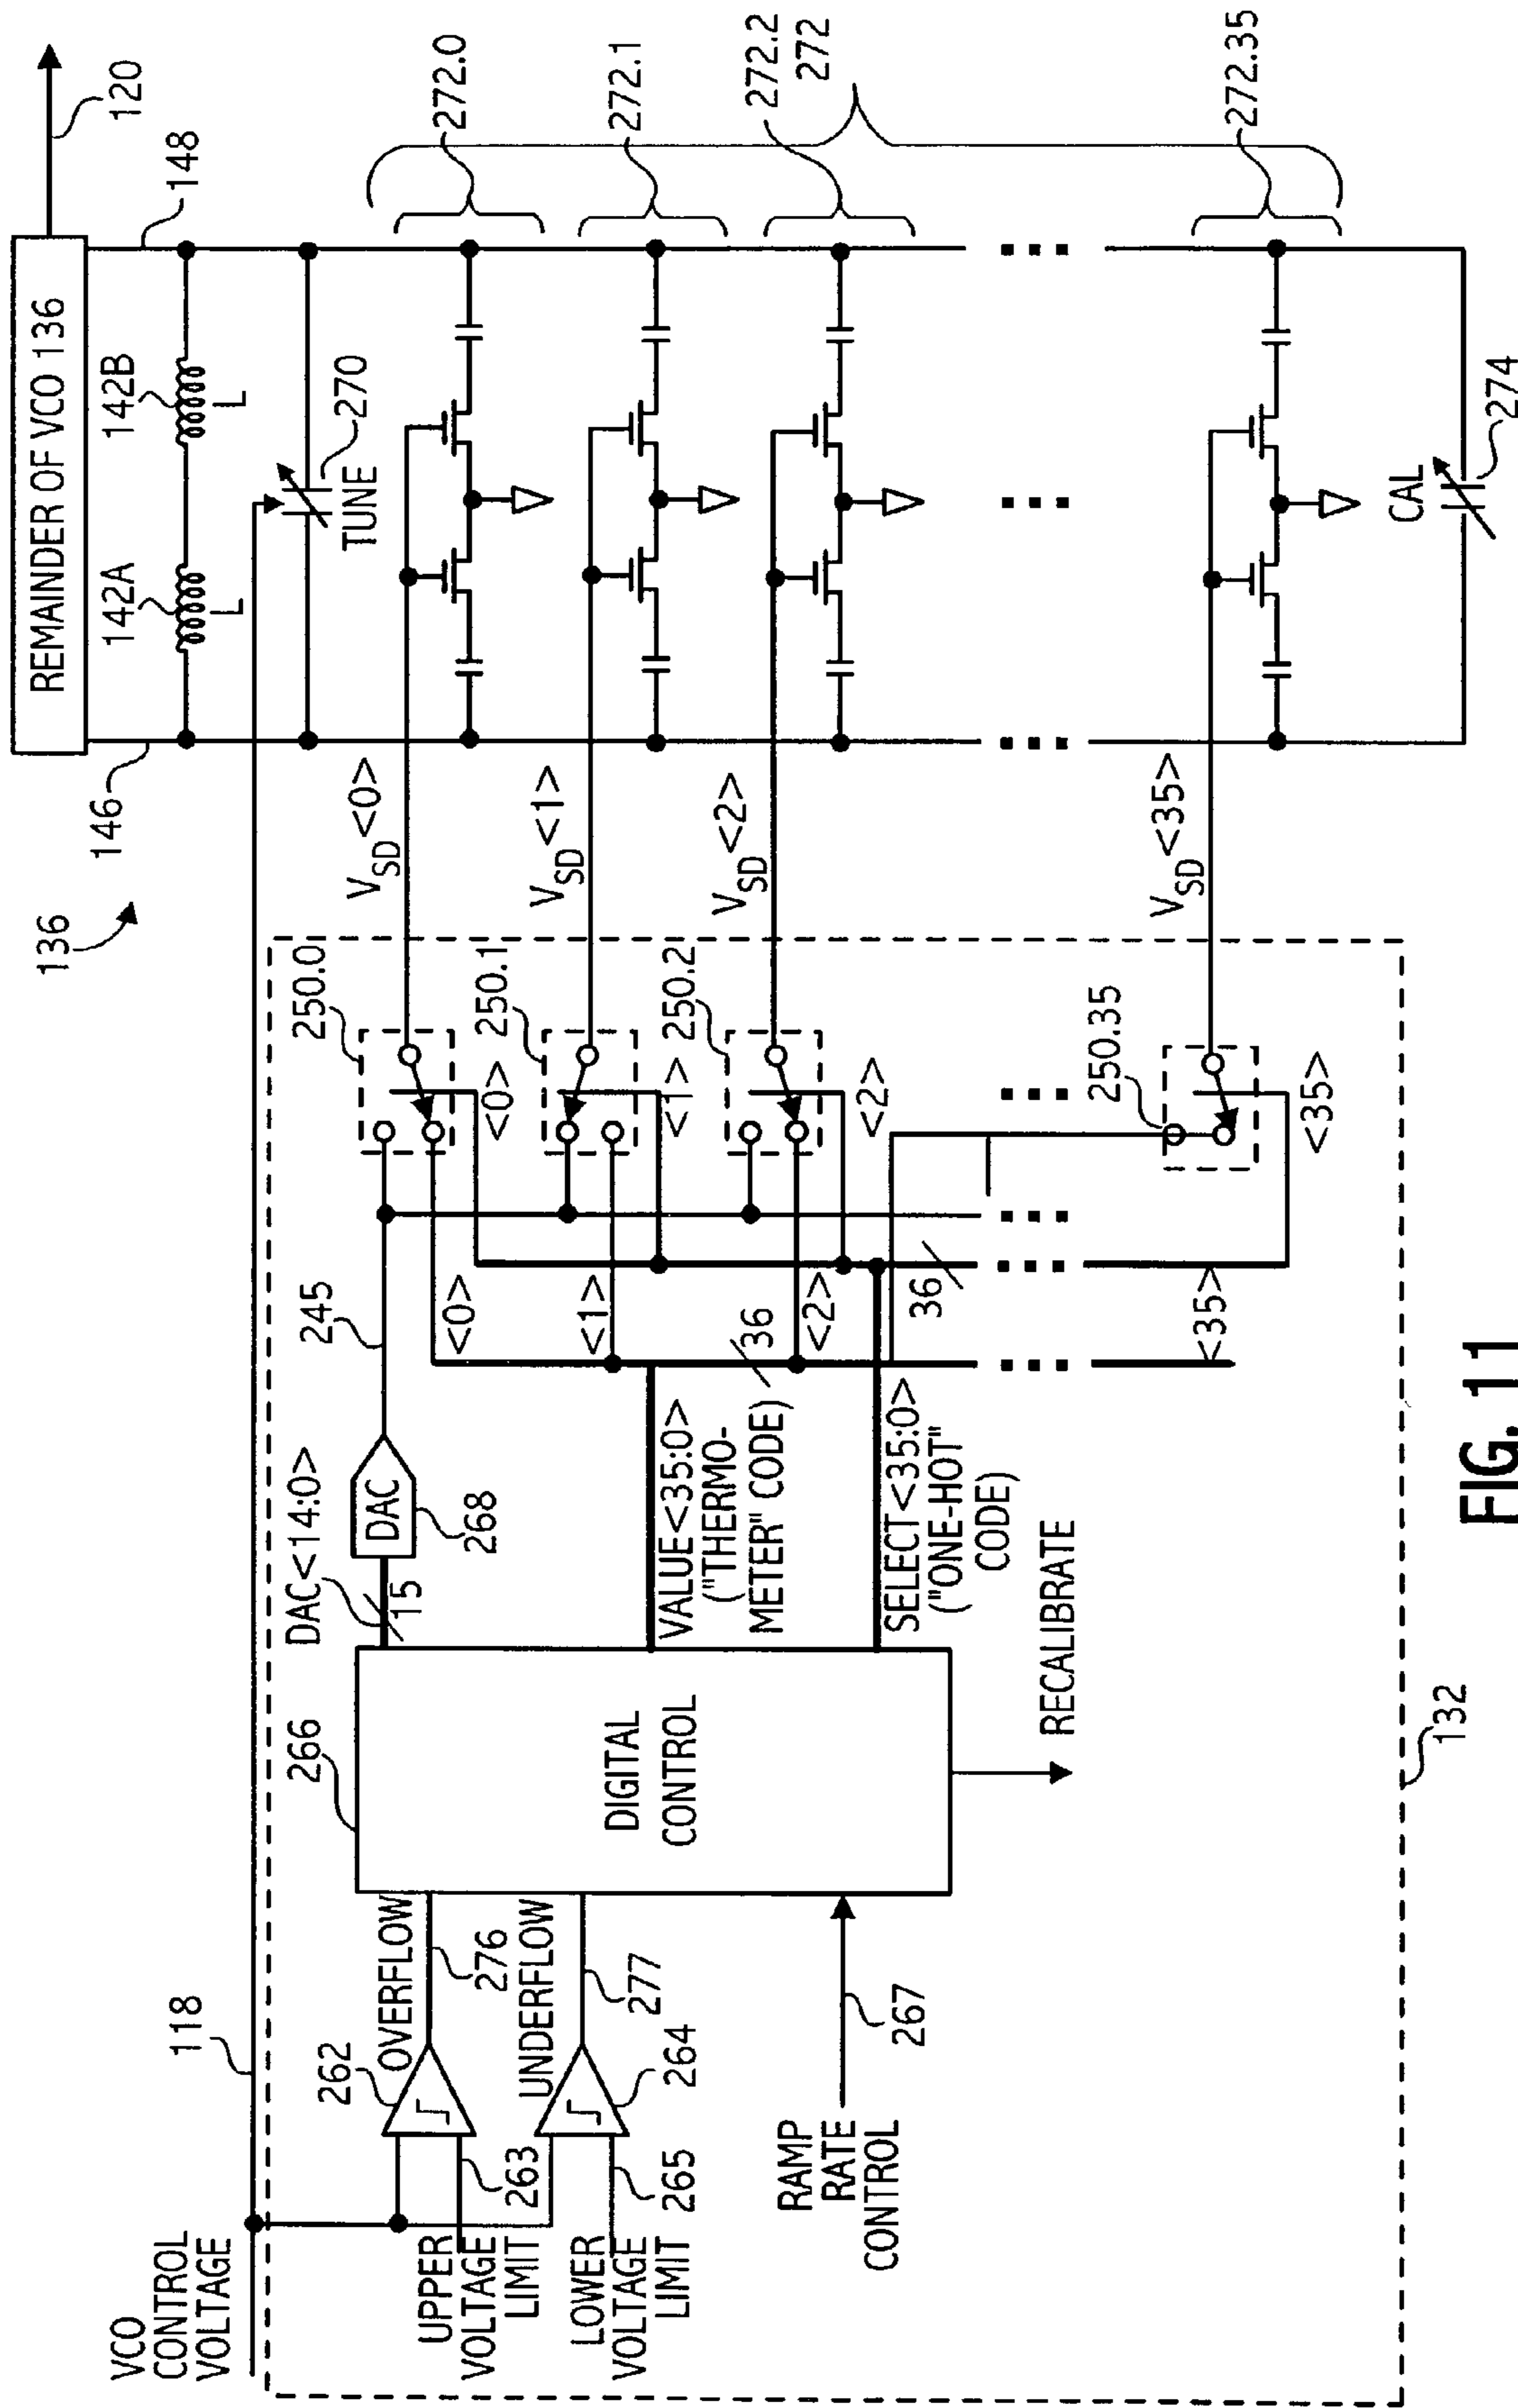 136
REMAINDER OF VCO 136
120
146
148
142A
142B
L
L
118
VCO
CONTROL
VOLTAGE
TUNE
270
132
262
OVERFLOW
276
UPPER
VOLTAGE
LIMIT
263
UNDERFLOW
277
264
LOWER
VOLTAGE
LIMIT
265
RAMP
RATE
CONTROL
267
266
DIGITAL
CONTROL
RECALIBRATE
DAC<14:0>
15
DAC
268
245
VALUE<35:0>
("THERMO-
METER" CODE)
36
SELECT<35:0>
("ONE-HOT"
CODE)
36
<0>
<1>
<2>
<35>
250.0
<0>
250.1
<1>
250.2
<2>
250.35
<35>
VSD<0>
VSD<1>
VSD<2>
VSD<35>
272.0
272.1
272.2
272
272.35
CAL
274
FIG. 11